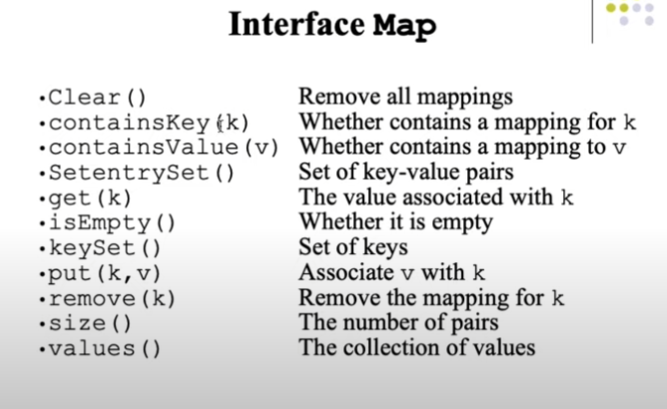 Interface Map
•Clear() Remove all mappings
•containsKey(k) Whether contains a mapping for k
•containsValue(v) Whether contains a mapping to v
•SetentrySet() Set of key-value pairs
•get(k) The value associated with k
•isEmpty() Whether it is empty
•keySet() Set of keys
•put(k,v) Associate v with k
•remove(k) Remove the mapping for k
•size() The number of pairs
•values() The collection of values